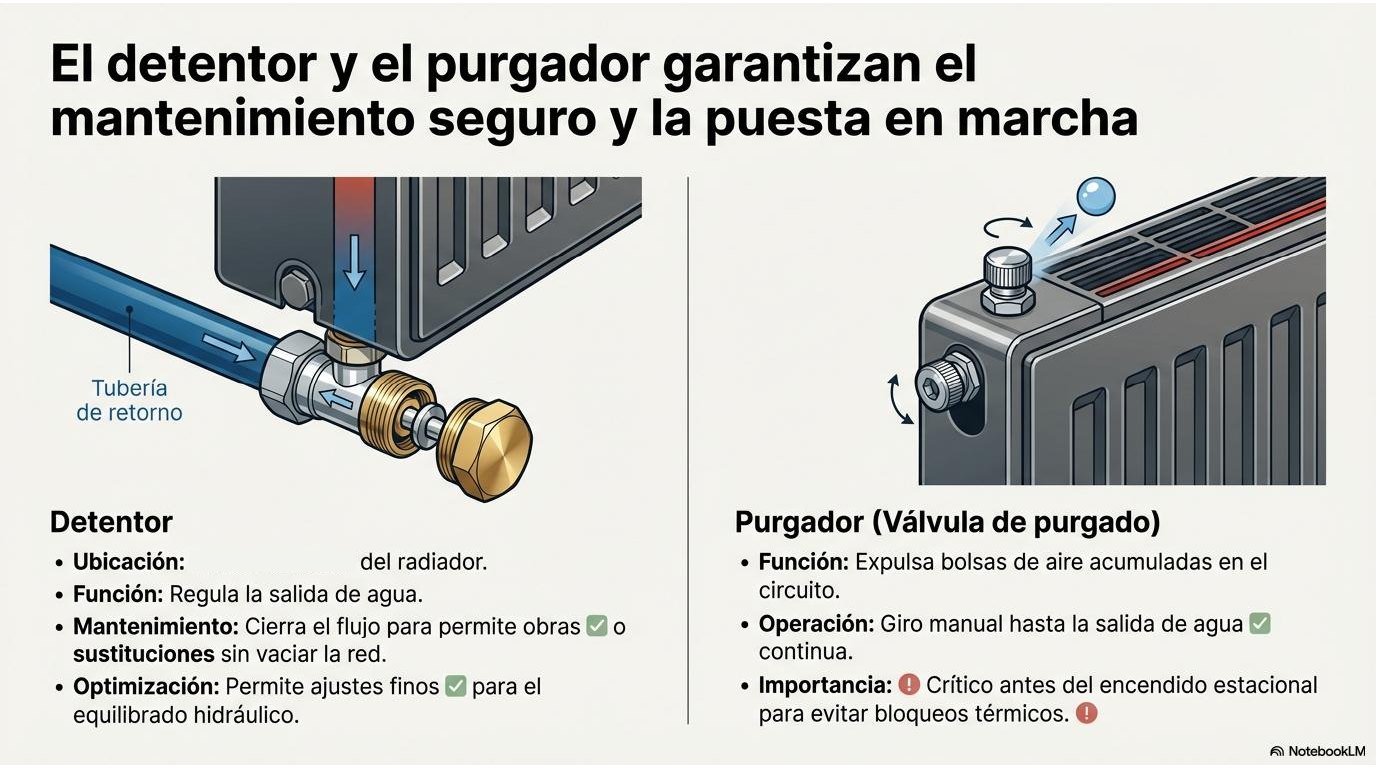 El detentor y el purgador garantizan el
mantenimiento seguro y la puesta en marcha
Tubería
de retorno
Detentor
• Ubicación: del radiador.
• Función: Regula la salida de agua.
• Mantenimiento: Cierra el flujo para permite obras ✅ o
sustituciones sin vaciar la red.
• Optimización: Permite ajustes finos ✅ para el
equilibrado hidráulico.
Purgador (Válvula de purgado)
• Función: Expulsa bolsas de aire acumuladas en el
circuito.
• Operación: Giro manual hasta la salida de agua ✅
continua.
• Importancia: ❗ Crítico antes del encendido estacional
para evitar bloqueos térmicos. ❗
NotebookLM